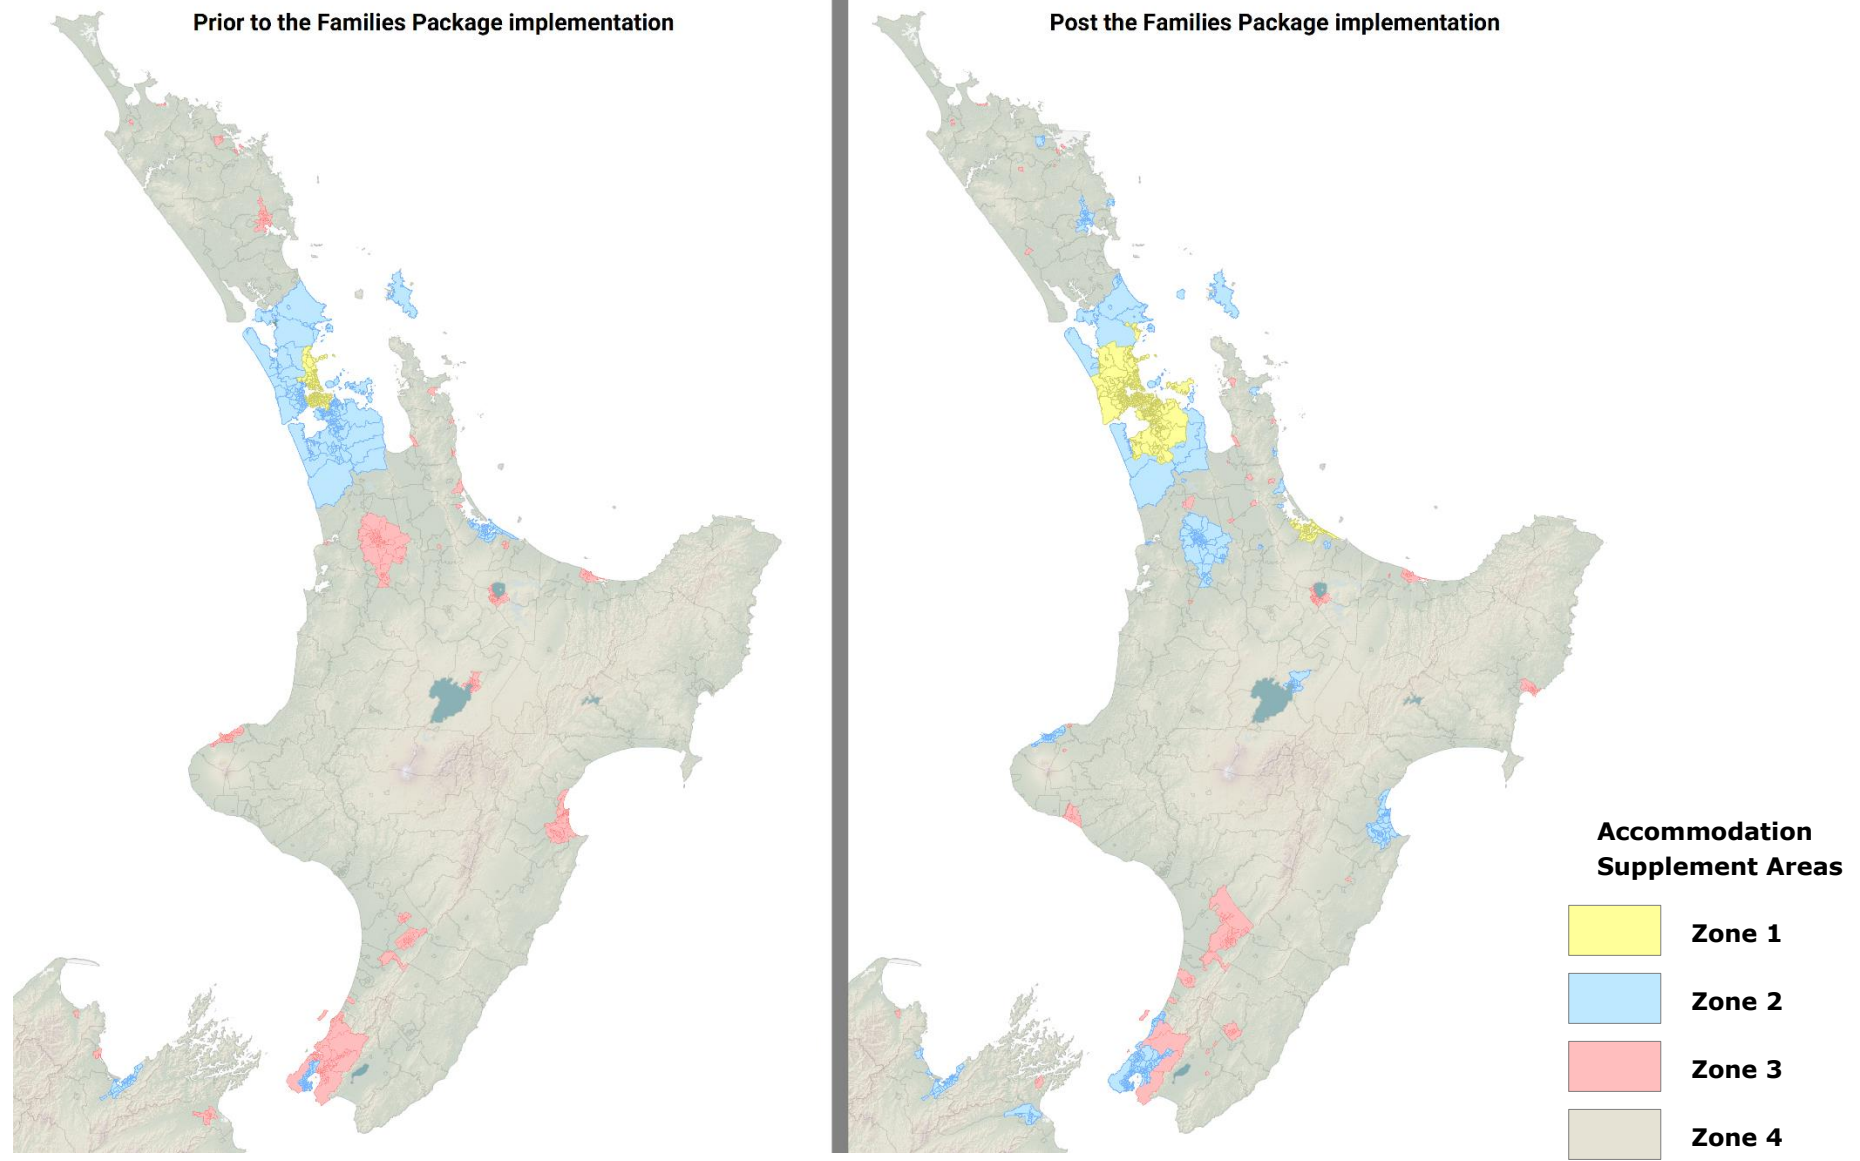 Prior to the Families Package implementation
Post the Families Package implementation
Accommodation
Supplement Areas
Zone 1
Zone 2
Zone 3
Zone 4